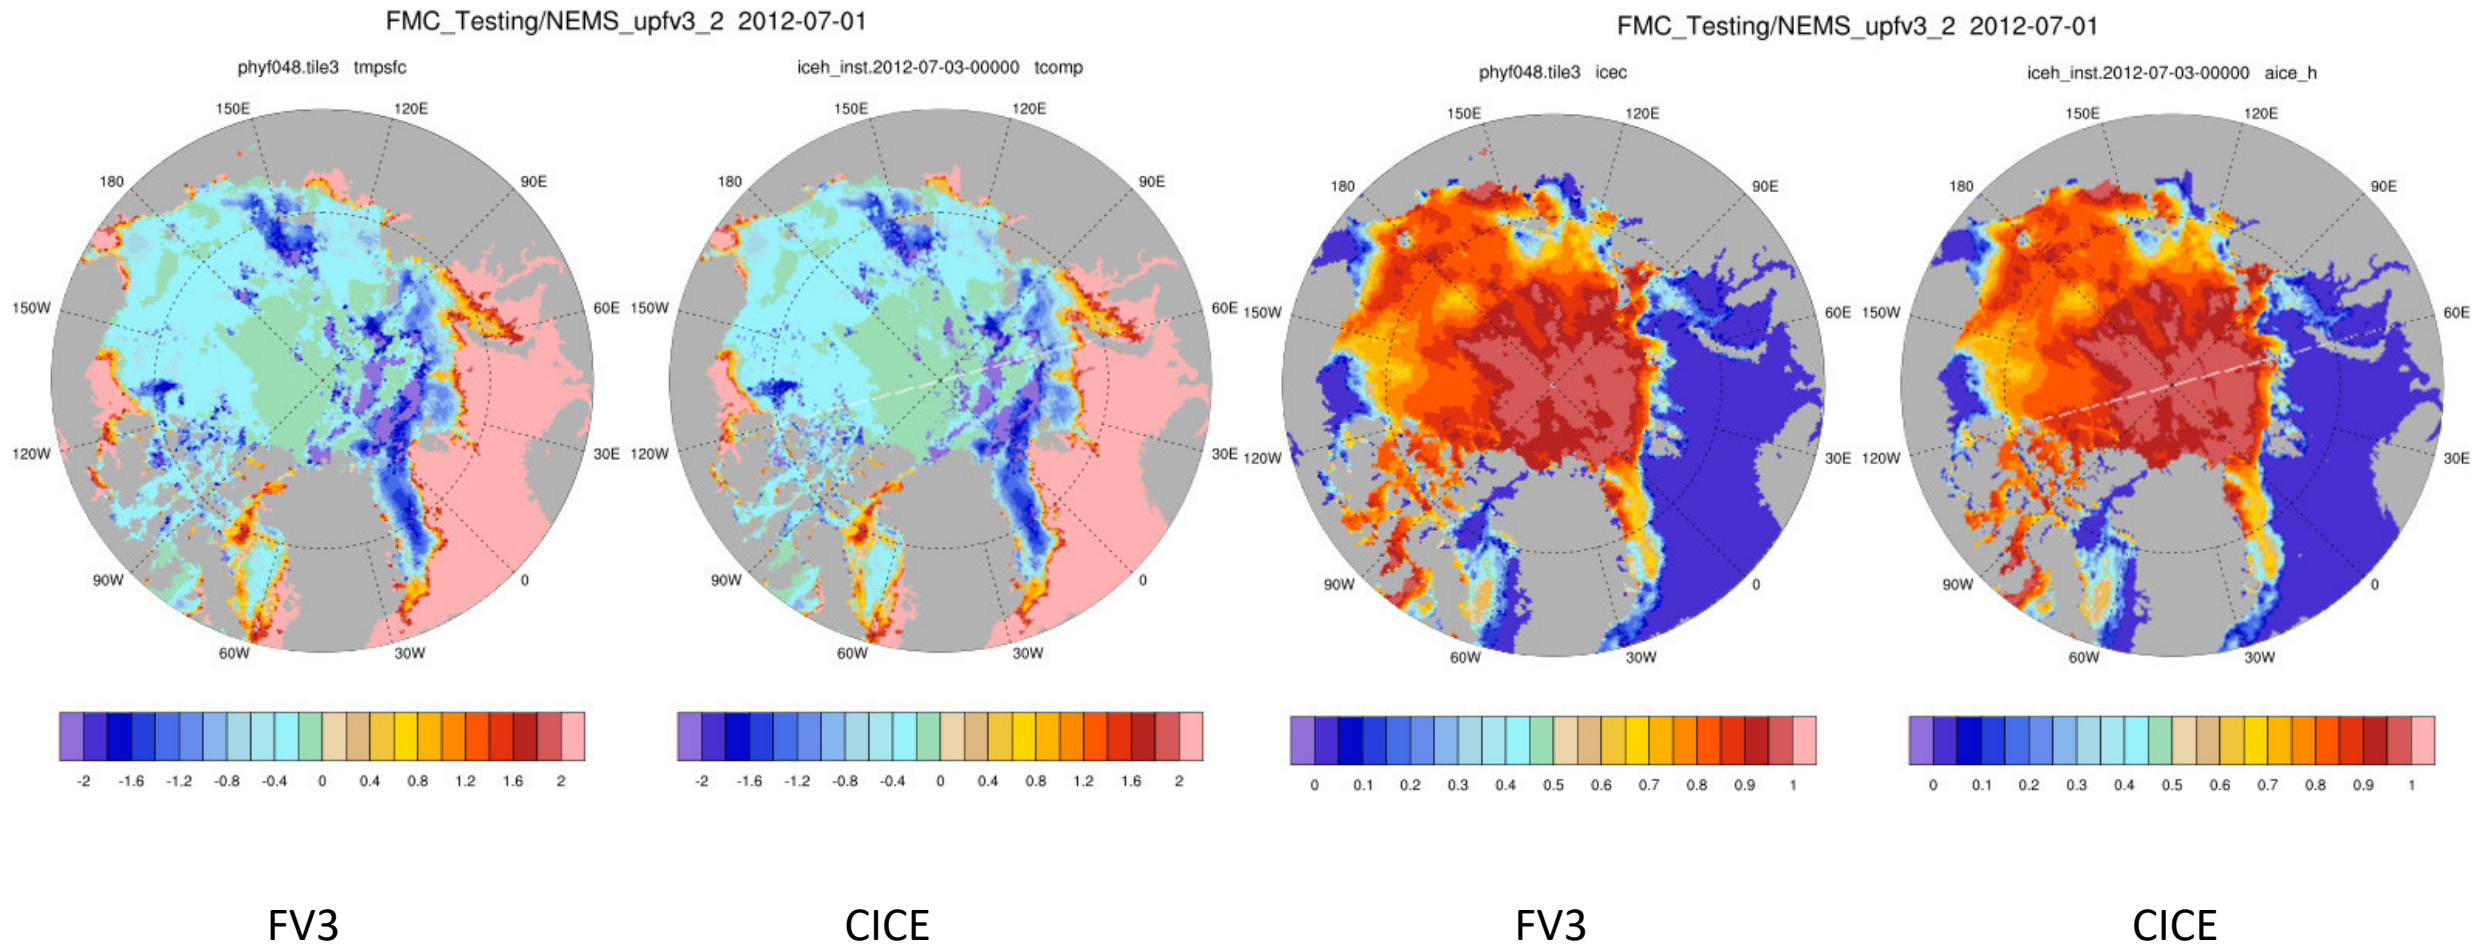 FMC_Testing/NEMS_upfv3_2 2012-07-01
phyf048.tile3 tmpsfc
150E
120E
180
90E
150W
60E
120W
30E
90W
0
60W
30W
-2 -1.6 -1.2 -0.8 -0.4 0 0.4 0.8 1.2 1.6 2
FV3
iceh_inst.2012-07-03-00000 tcomp
150E
120E
180
90E
150W
60E
120W
30E
90W
0
60W
30W
-2 -1.6 -1.2 -0.8 -0.4 0 0.4 0.8 1.2 1.6 2
CICE
FMC_Testing/NEMS_upfv3_2 2012-07-01
phyf048.tile3 icec
150E
120E
180
90E
150W
60E
120W
30E
90W
0
60W
30W
0 0.1 0.2 0.3 0.4 0.5 0.6 0.7 0.8 0.9 1
FV3
iceh_inst.2012-07-03-00000 aice_h
150E
120E
180
90E
150W
60E
120W
30E
90W
0
60W
30W
0 0.1 0.2 0.3 0.4 0.5 0.6 0.7 0.8 0.9 1
CICE